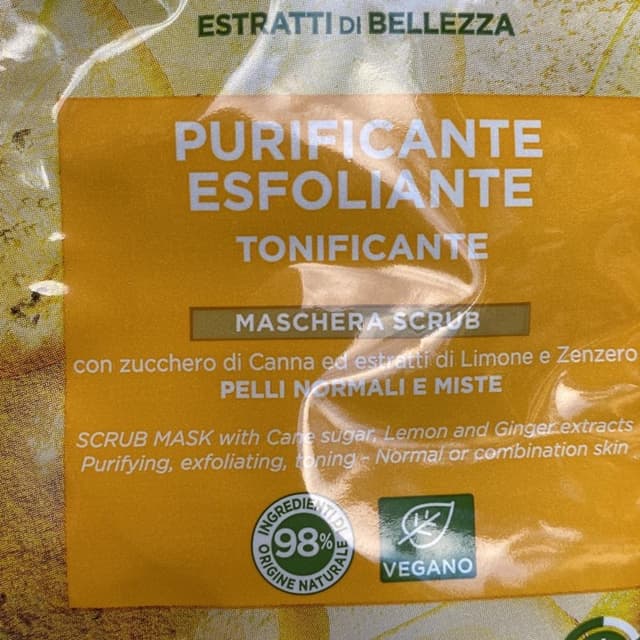 ESTRATTI DI BELLEZZA
PURIFICANTE
ESFOLIANTE
TONIFICANTE
MASCHERA SCRUB
con zucchero di Canna ed estratti di Limone e Zenzero
PELLI NORMALI E MISTE
SCRUB MASK with Cane sugar, Lemon and Ginger extracts
Purifying, exfoliating, toning - Normal or combination skin
INGREDIENTI DI
98%
ORIGINE NATURALE
VEGANO